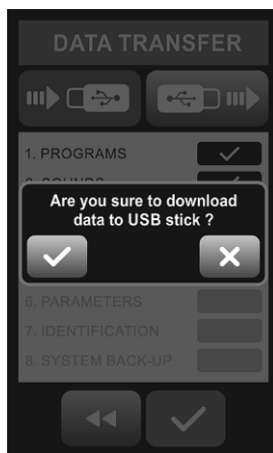 DATA TRANSFER
1. PROGRAMS
Are you sure to download
data to USB stick ?
6. PARAMETERS
7. IDENTIFICATION
8. SYSTEM BACK-UP